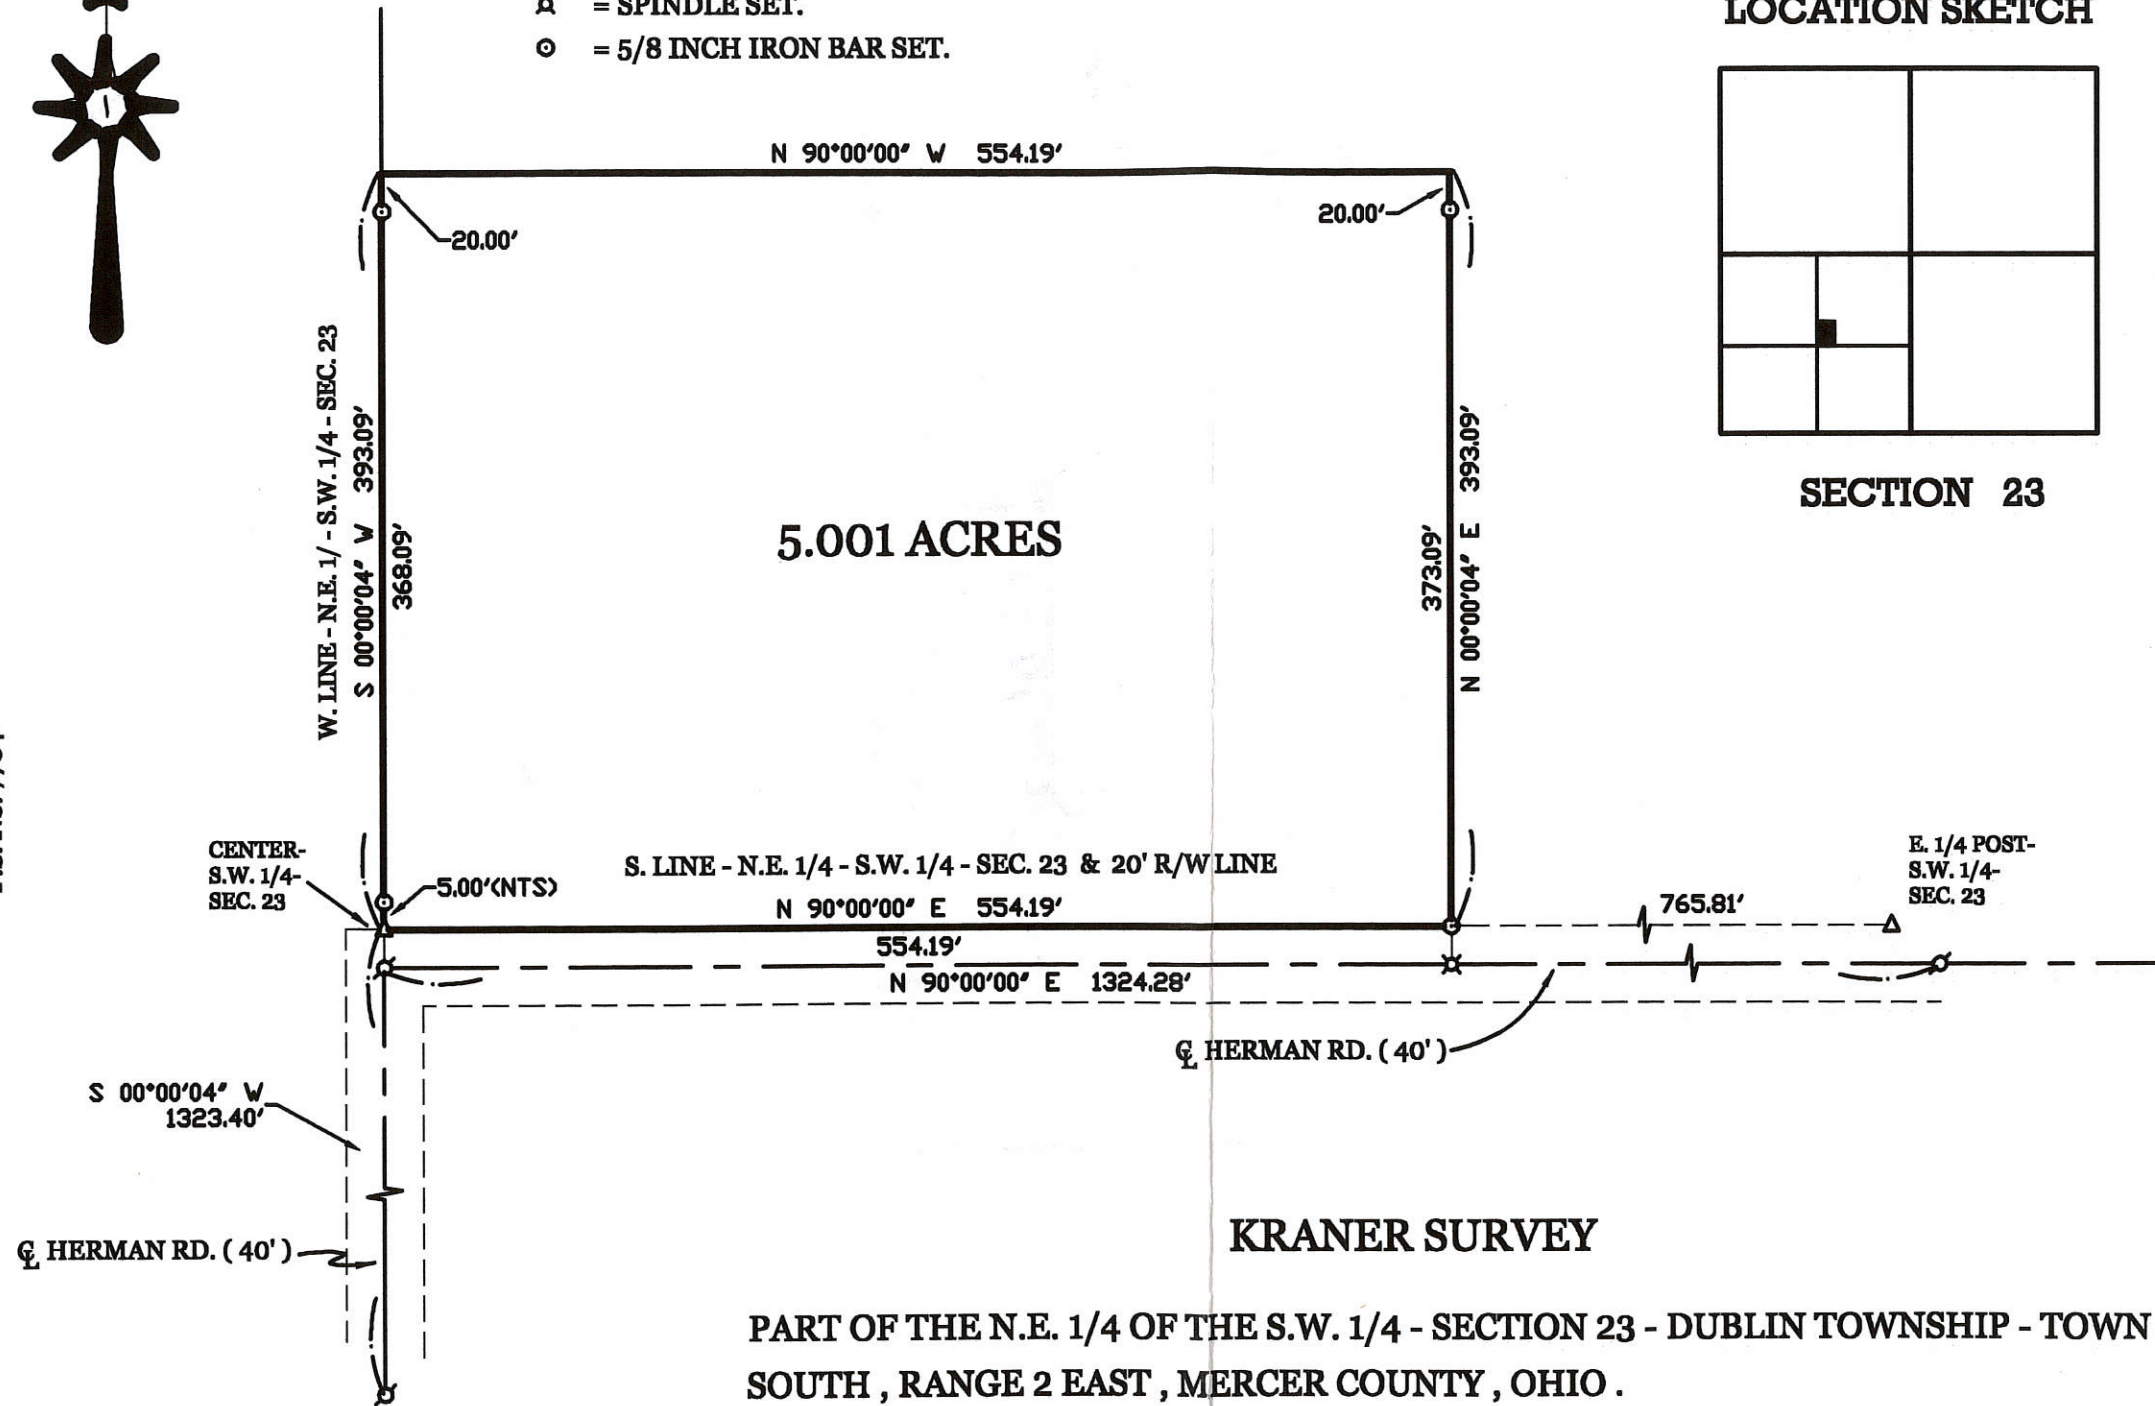 = SPINDLE SET.
= 5/8 INCH IRON BAR SET.
LOCATION SKETCH
N 90°00'00" W 554.19'
20.00'
20.00'
W. LINE - N.E. 1/ - S.W. 1/4 - SEC. 23
S 00°00'04" W 393.09'
368.09'
5.001 ACRES
373.09'
N 00°00'04" E 393.09'
SECTION 23
CENTER-
S.W. 1/4-
SEC. 23
5.00'(NTS)
S. LINE - N.E. 1/4 - S.W. 1/4 - SEC. 23 & 20' R/W LINE
N 90°00'00" E 554.19'
554.19'
N 90°00'00" E 1324.28'
765.81'
E. 1/4 POST-
S.W. 1/4-
SEC. 23
℄ HERMAN RD. ( 40' )
S 00°00'04" W
1323.40'
℄ HERMAN RD. ( 40' )
KRANER SURVEY
PART OF THE N.E. 1/4 OF THE S.W. 1/4 - SECTION 23 - DUBLIN TOWNSHIP - TOWN
SOUTH , RANGE 2 EAST , MERCER COUNTY , OHIO .